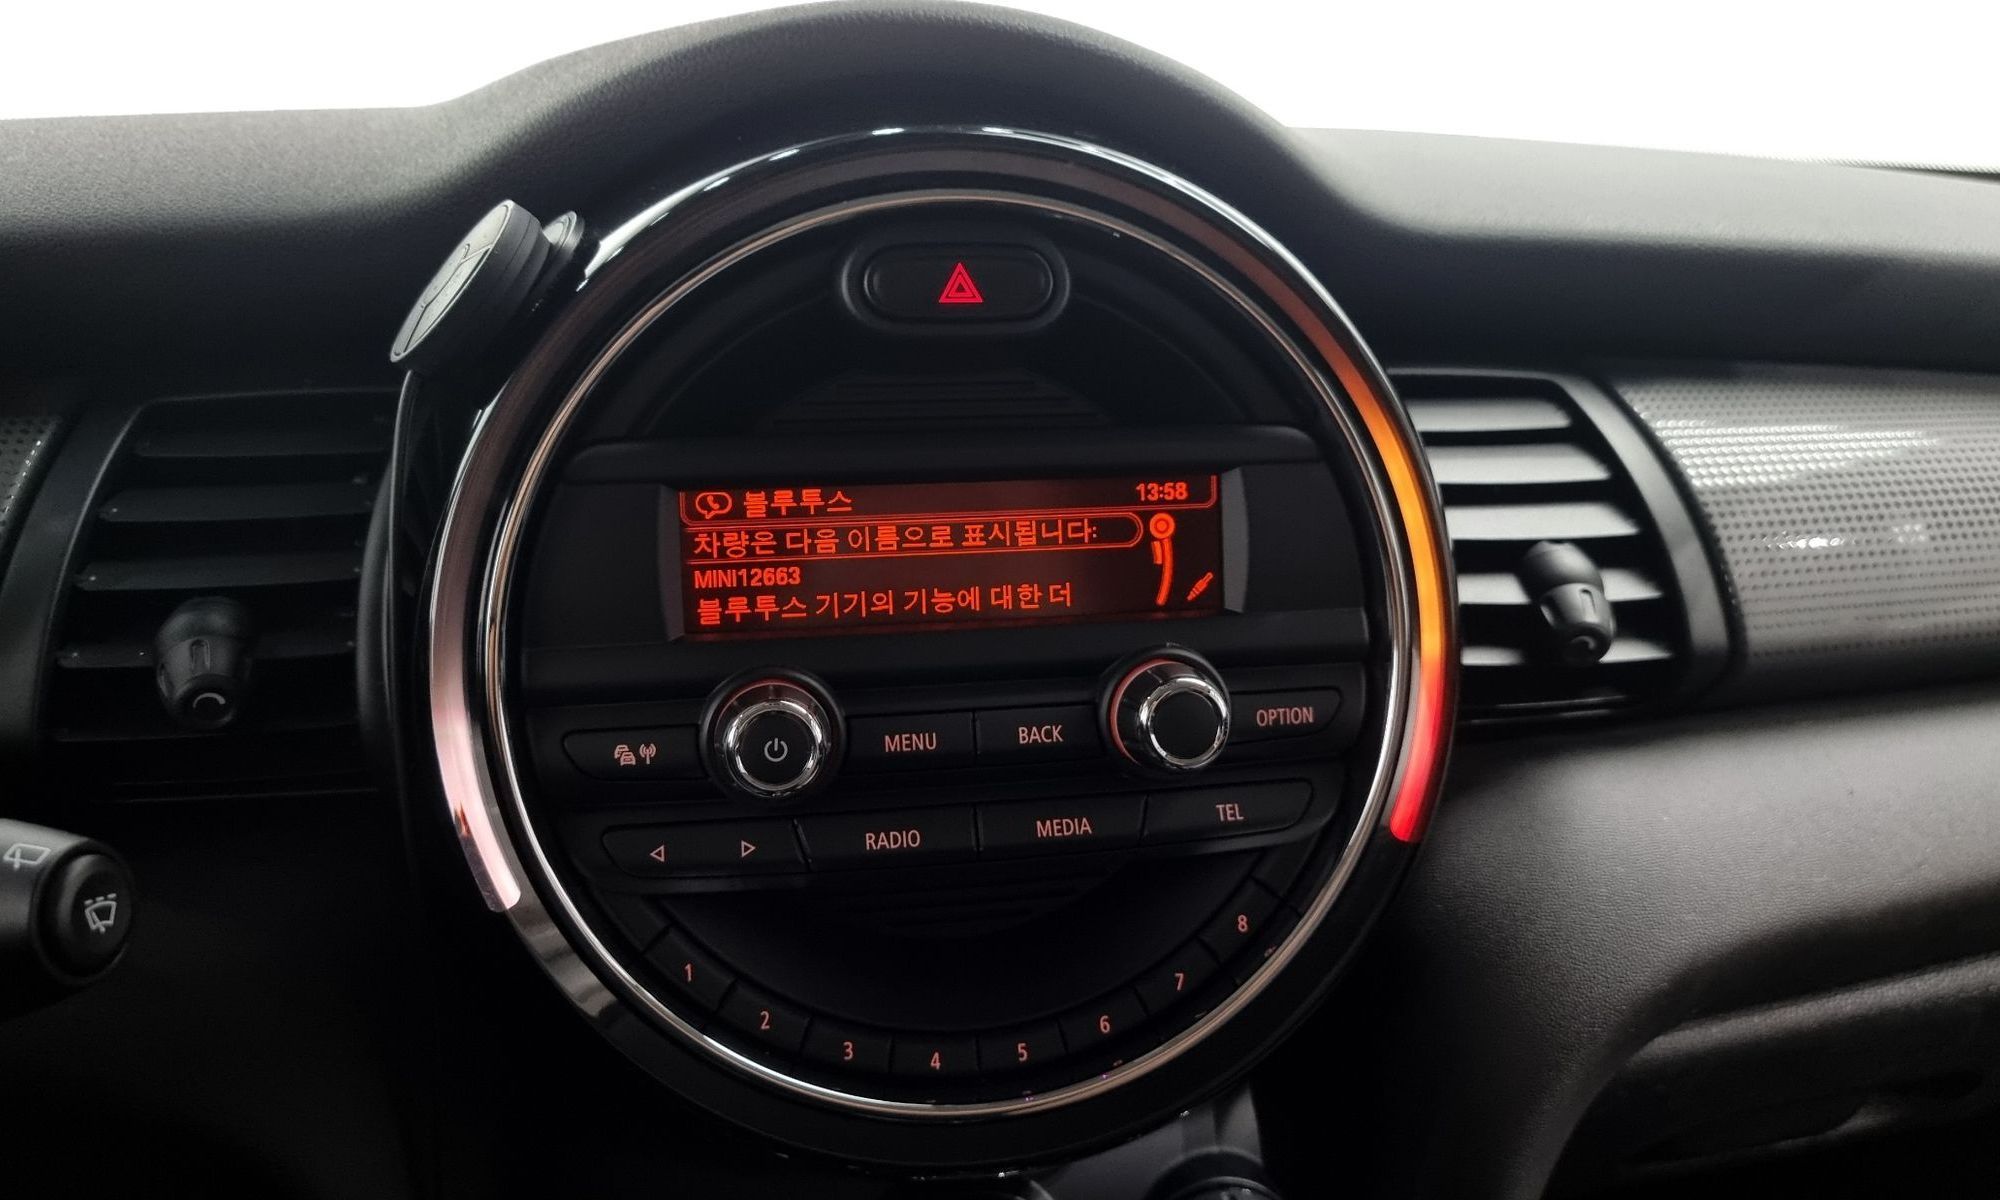 블루투스 13:58
차량은 다음 이름으로 표시됩니다:
MINI12663
블루투스 기기의 기능에 대한 더
MENU BACK OPTION
RADIO MEDIA TEL
1 2 3 4 5 6 7 8